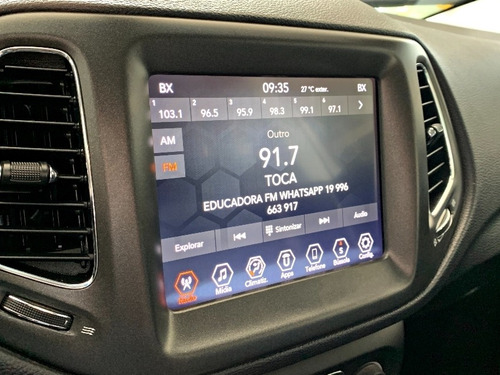 BX 09:35 27 °C exter. BX
1 2 3 4 5 6
103.1 96.5 95.9 98.3 99.1 97.1
AM
FM
Outro
91.7
TOCA
EDUCADORA FM WHATSAPP 19 996
663 917
Explorar Sintonizar Audio
Mídia Climatiz. Apps Telefone Bússola Config.